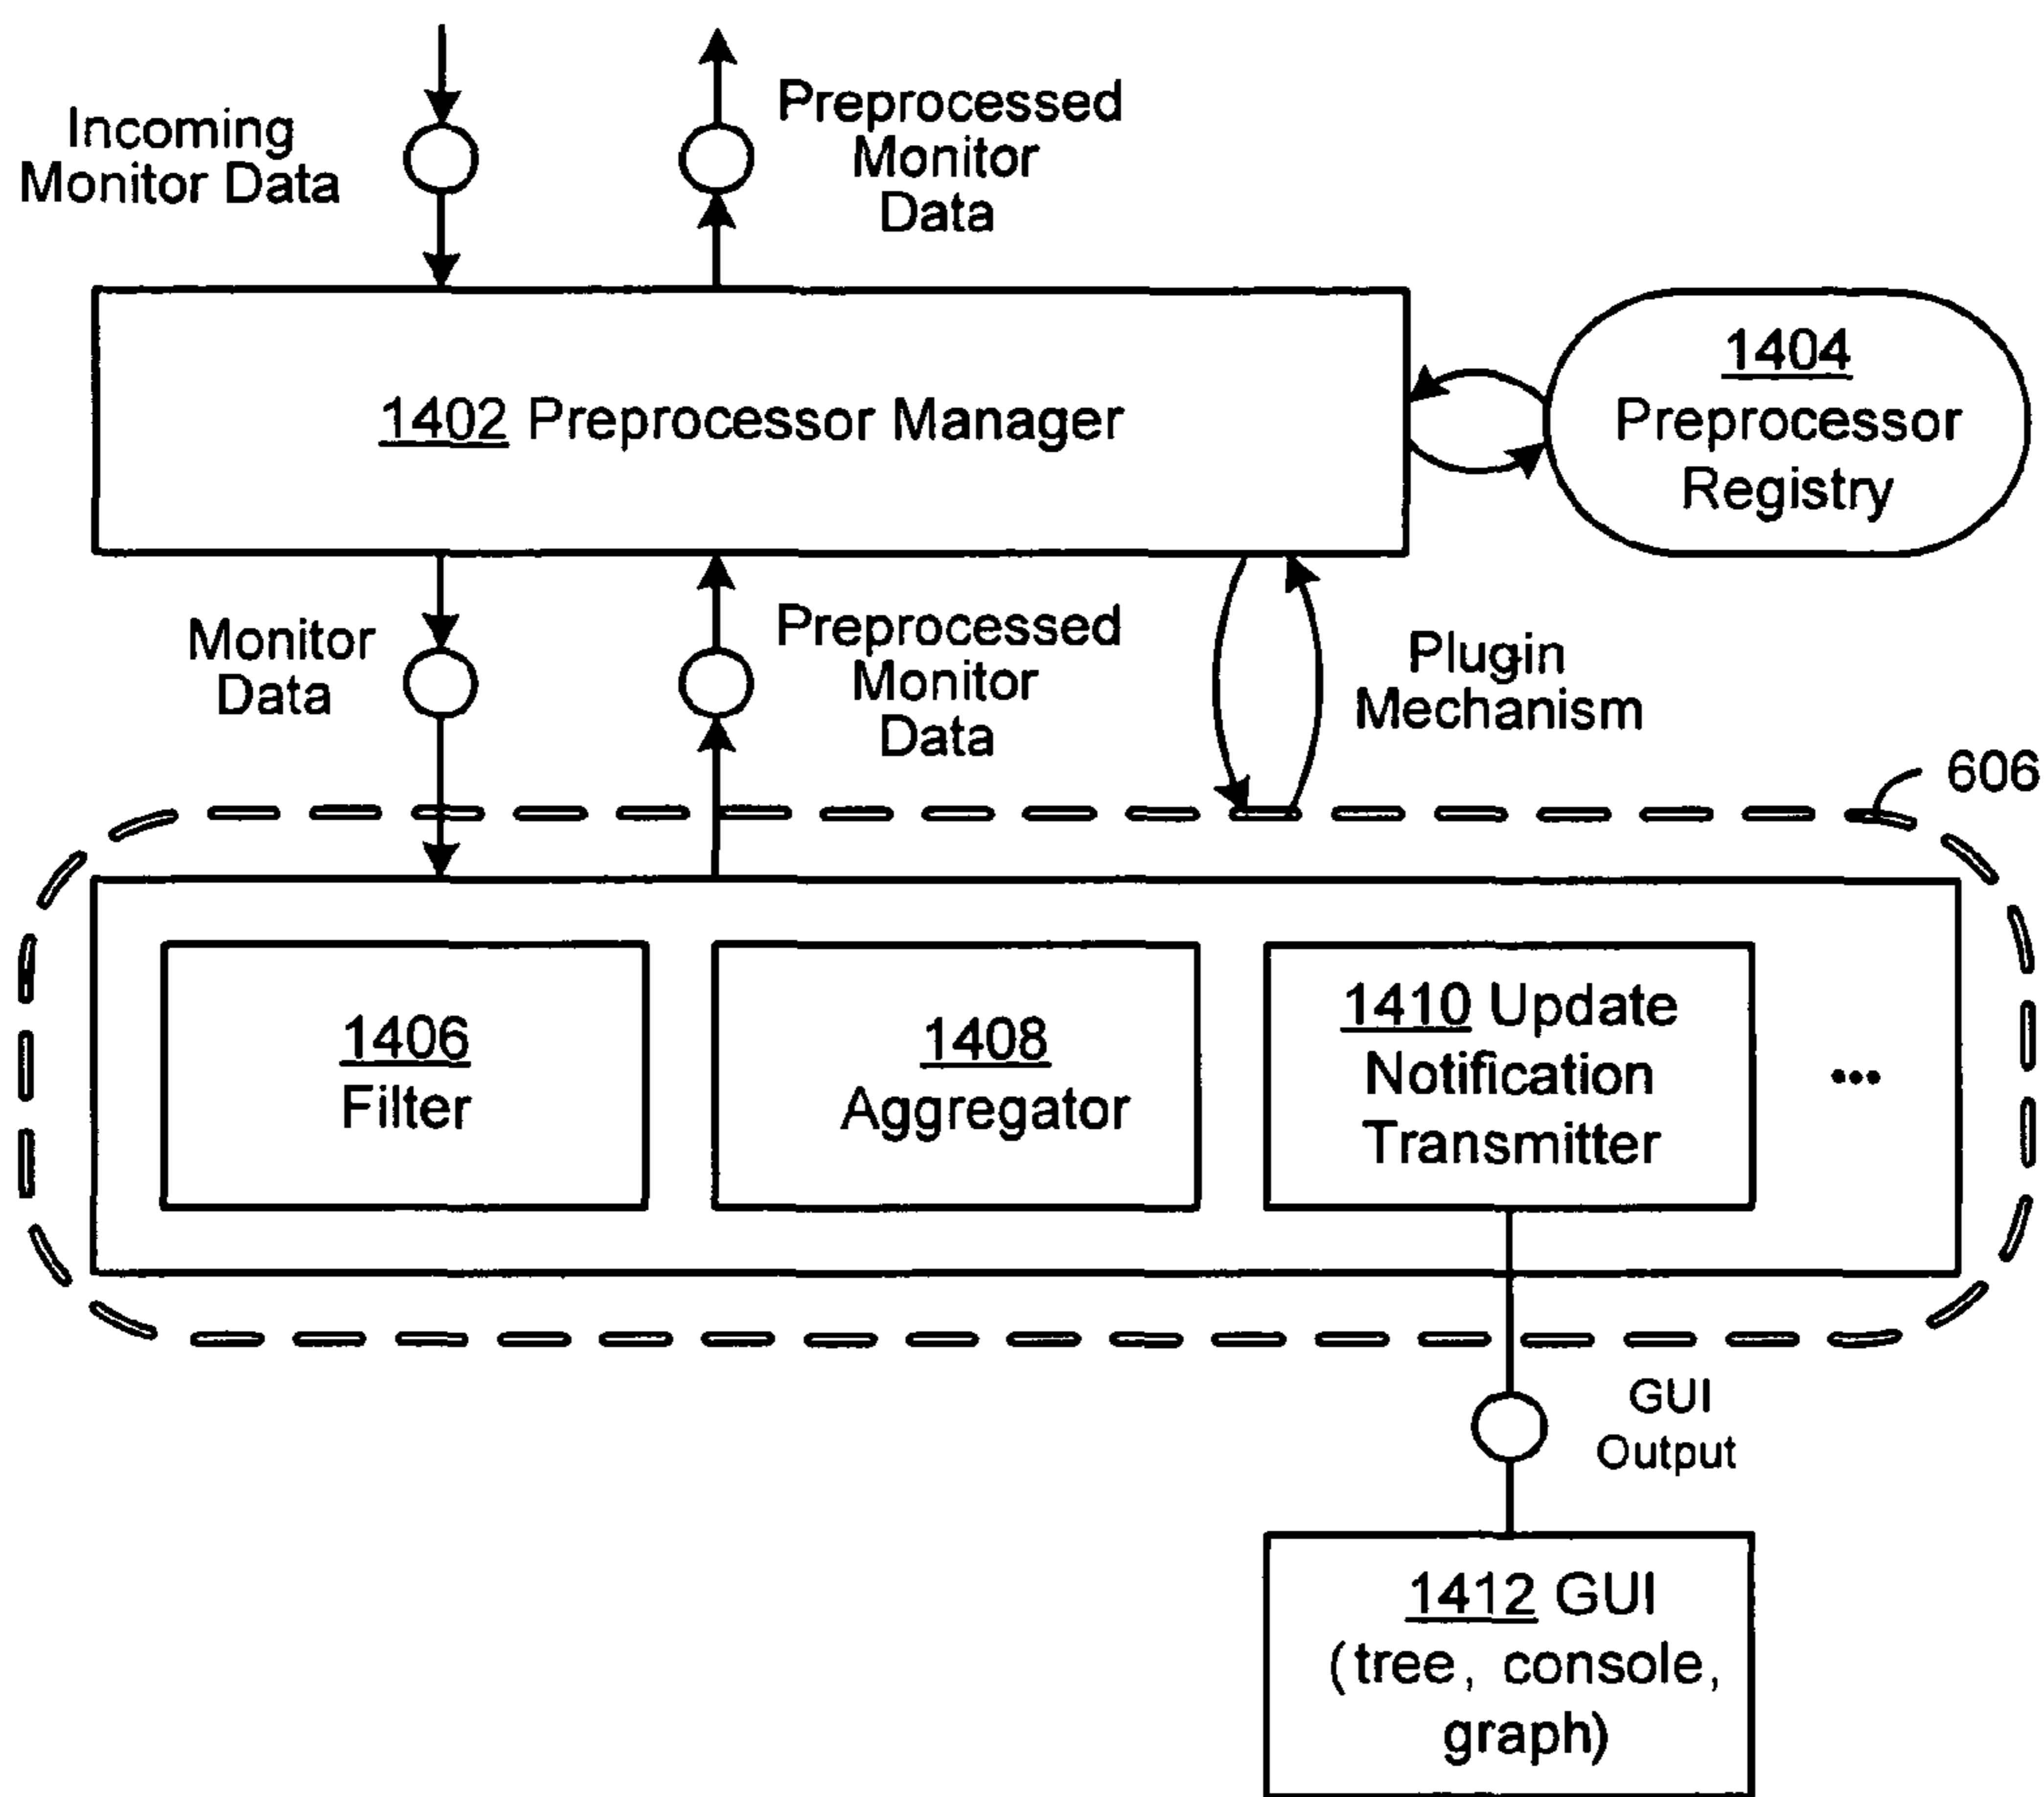 Incoming
Monitor Data
Preprocessed
Monitor
Data
1402 Preprocessor Manager
1404
Preprocessor
Registry
Monitor
Data
Preprocessed
Monitor
Data
Plugin
Mechanism
606
1406
Filter
1408
Aggregator
1410 Update
Notification
Transmitter
...
GUI
Output
1412 GUI
(tree, console,
graph)